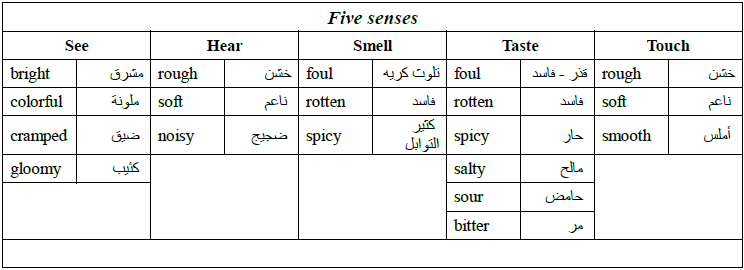 Five senses
See Hear Smell Taste Touch
bright مشرق rough خشن foul تلوث كريه foul قذر - فاسد rough خشن
colorful ملونة soft ناعم rotten فاسد rotten فاسد soft ناعم
cramped ضيق noisy ضجيج spicy كثير التوابل spicy حار smooth أملس
gloomy كئيب salty مالح
sour حامض
bitter مر